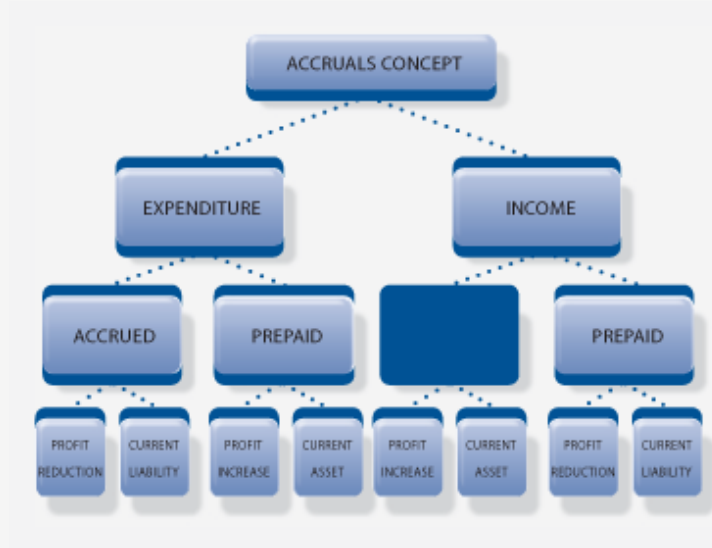 ACCRUALS CONCEPT
EXPENDITURE
INCOME
ACCRUED
PREPAID
PREPAID
PROFIT
REDUCTION
CURRENT
LIABILITY
PROFIT
INCREASE
CURRENT
ASSET
PROFIT
INCREASE
CURRENT
ASSET
PROFIT
REDUCTION
CURRENT
LIABILITY